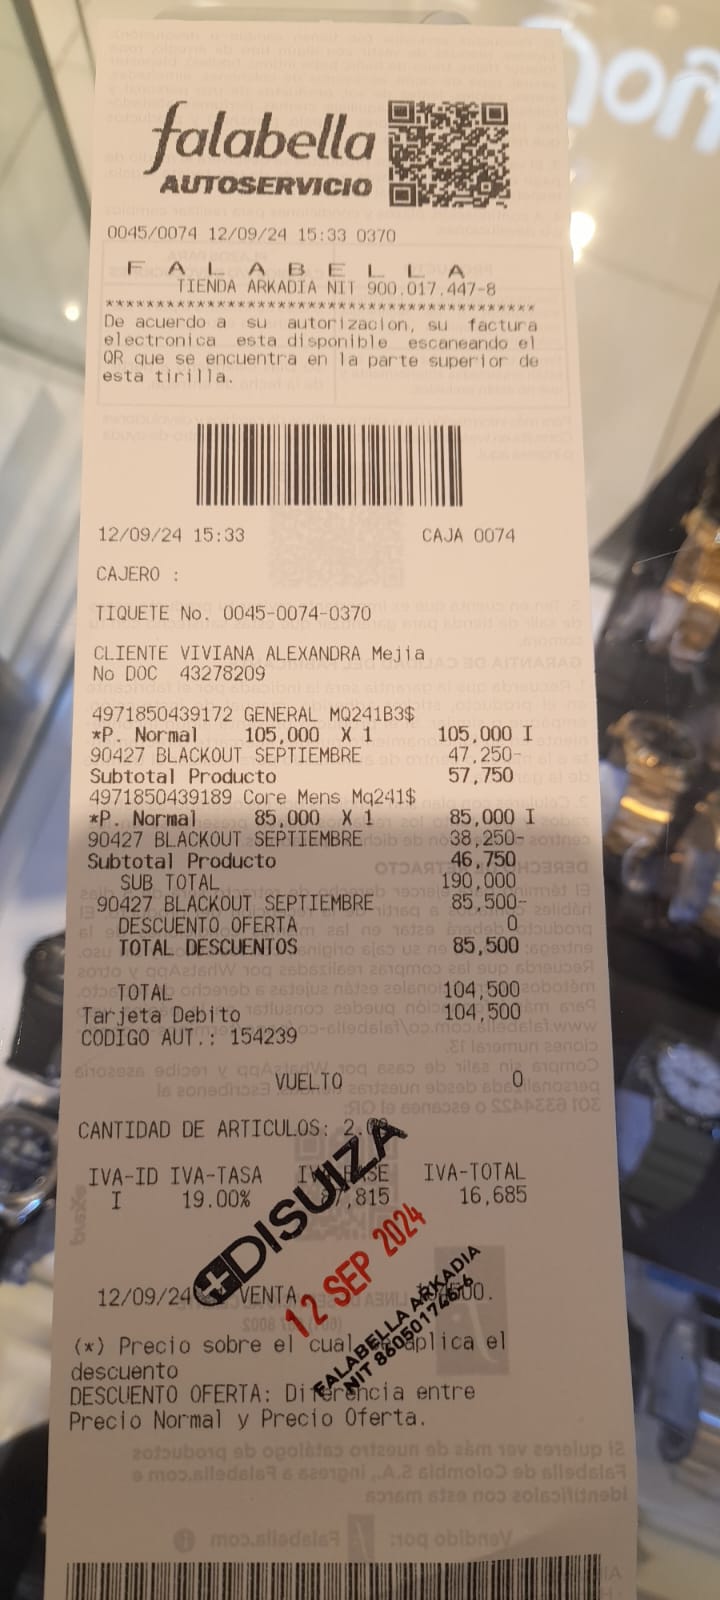 falabella
AUTOSERVICIO
0045/0074 12/09/24 15:33 0370
F A L A B E L L A
TIENDA ARKADIA NIT 900.017.447-8
****************************************************
De acuerdo a su autorizacion, su factura
electronica esta disponible escaneando el
QR que se encuentra en la parte superior de
esta tirilla.
12/09/24 15:33 CAJA 0074
CAJERO :
TIQUETE No. 0045-0074-0370
CLIENTE VIVIANA ALEXANDRA Mejia
No DOC 43278209
4971850439172 GENERAL MQ241B3$
*P. Normal 105,000 X 1 105,000 I
90427 BLACKOUT SEPTIEMBRE 47,250-
Subtotal Producto 57,750
4971850439189 Core Mens Mq241$
*P. Normal 85,000 X 1 85,000 I
90427 BLACKOUT SEPTIEMBRE 38,250-
Subtotal Producto 46,750
SUB TOTAL 190,000
90427 BLACKOUT SEPTIEMBRE 85,500-
DESCUENTO OFERTA 0
TOTAL DESCUENTOS 85,500
TOTAL 104,500
Tarjeta Debito 104,500
CODIGO AUT.: 154239
VUELTO 0
CANTIDAD DE ARTICULOS:
IVA-ID IVA-TASA IVA-BASE IVA-TOTAL
I 19.00% 87,815 16,685
DISUIZA
12 SEP 2024
FALABELLA ARKADIA
NIT 860501746-6
12/09/24 VENTA
(*) Precio sobre el cual se aplica el
descuento
DESCUENTO OFERTA: Diferencia entre
Precio Normal y Precio Oferta.